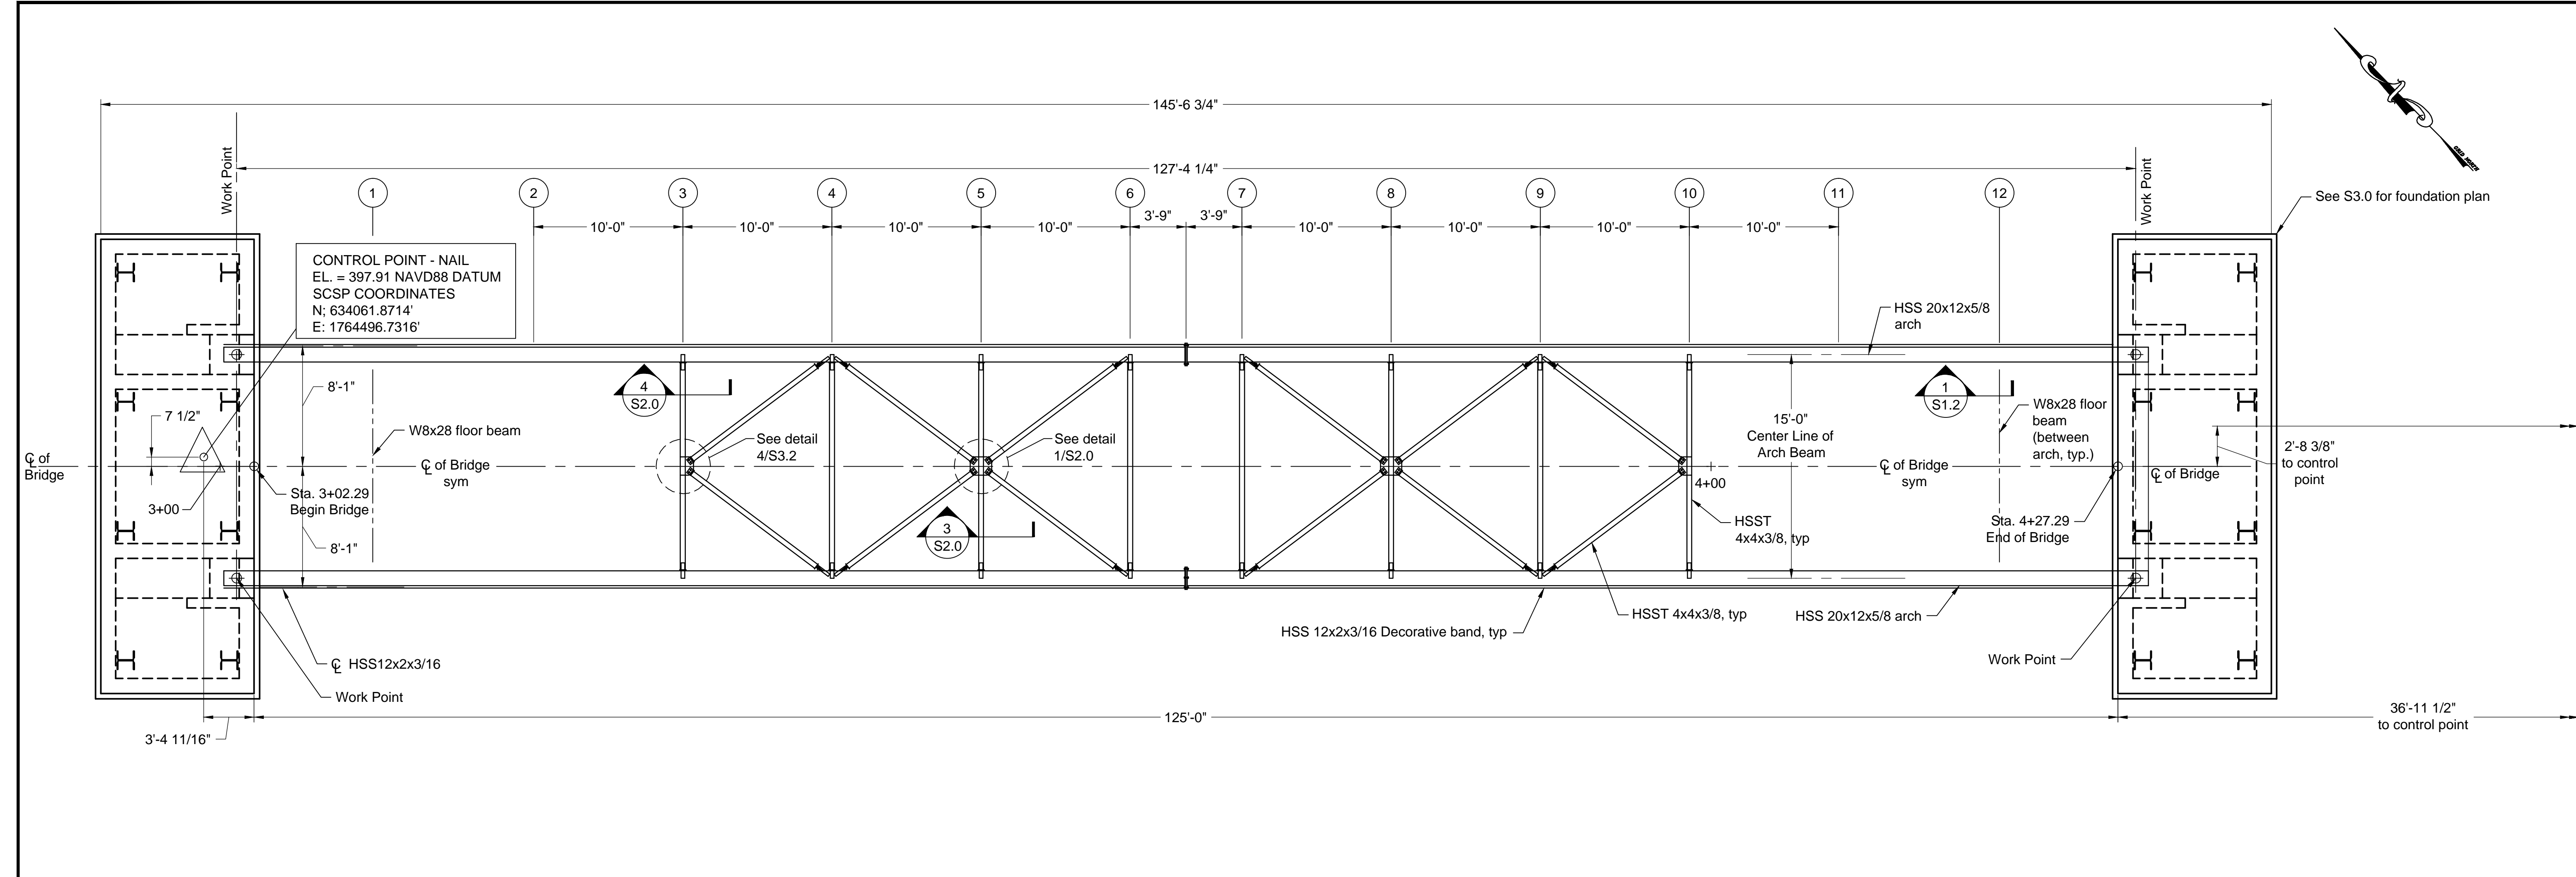 145'-6 3/4"
127'-4 1/4"
Work Point
Work Point
1
2
3
4
5
6
7
8
9
10
11
12
GRID NORTH
See S3.0 for foundation plan
10'-0"
10'-0"
10'-0"
10'-0"
3'-9"
3'-9"
10'-0"
10'-0"
10'-0"
10'-0"
CONTROL POINT - NAIL
EL. = 397.91 NAVD88 DATUM
SCSP COORDINATES
N; 634061.8714'
E: 1764496.7316'
HSS 20x12x5/8
arch
8'-1"
4
S2.0
1
S1.2
7 1/2"
W8x28 floor beam
See detail
4/S3.2
See detail
1/S2.0
15'-0"
Center Line of
Arch Beam
W8x28 floor
beam
(between
arch, typ.)
2'-8 3/8"
to control
point
℄ of
Bridge
℄ of Bridge
sym
℄ of Bridge
sym
℄ of Bridge
4+00
3+00
Sta. 3+02.29
Begin Bridge
3
S2.0
HSST
4x4x3/8, typ
Sta. 4+27.29
End of Bridge
8'-1"
HSS 12x2x3/16 Decorative band, typ
HSST 4x4x3/8, typ
HSS 20x12x5/8 arch
℄ HSS12x2x3/16
Work Point
Work Point
3'-4 11/16"
125'-0"
36'-11 1/2"
to control point